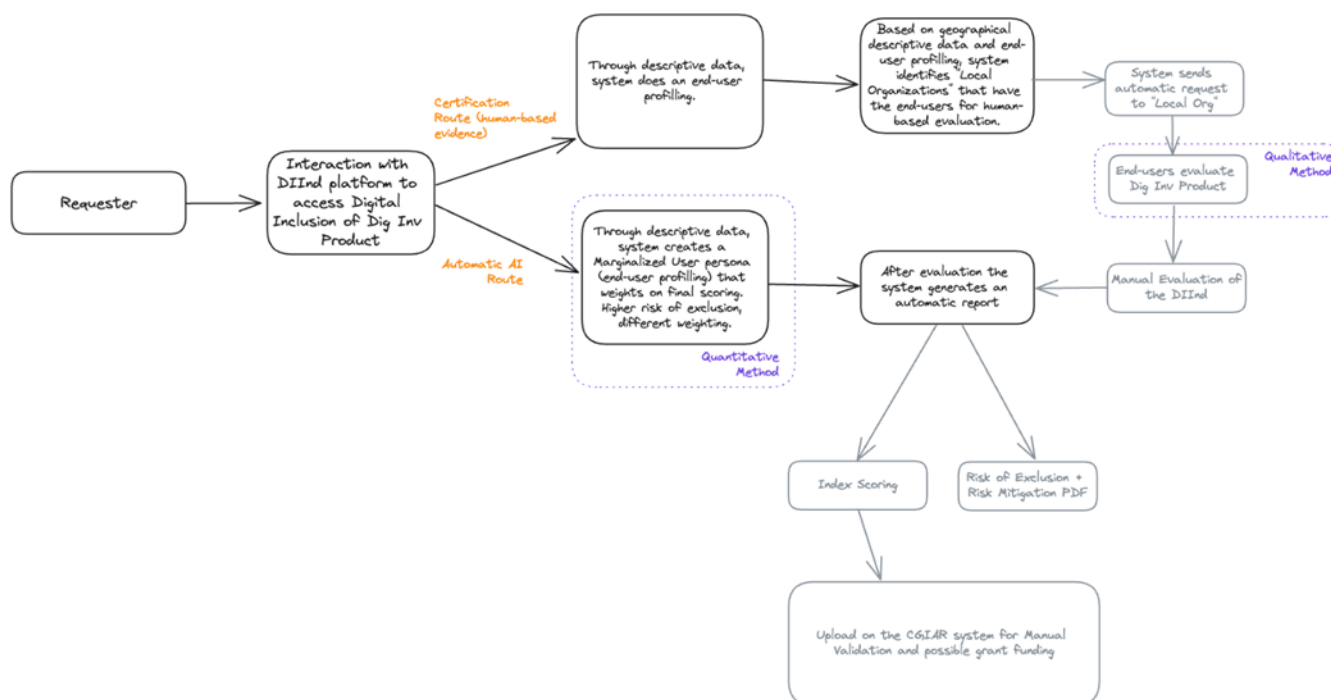 Requester
Interaction with
DIInd platform to
access Digital
Inclusion of Dig Inv
Product
Certification
Route (human-based
evidence)
Automatic AI
Route
Through descriptive data,
system does an end-user
profiling.
Based on geographical
descriptive data and end-
user profiling, system
identifies "Local
Organizations" that have
the end-users for human-
based evaluation.
System sends
automatic request
to "Local Org"
Qualitative
Method
End-users evaluate
Dig Inv Product
Manual Evaluation of
the DIInd
Through descriptive data,
system creates a
Marginalized User persona
(end-user profiling) that
weights on final scoring.
Higher risk of exclusion,
different weighting.
Quantitative
Method
After evaluation the
system generates an
automatic report
Index Scoring
Risk of Exclusion +
Risk Mitigation PDF
Upload on the CGIAR system for Manual
Validation and possible grant funding